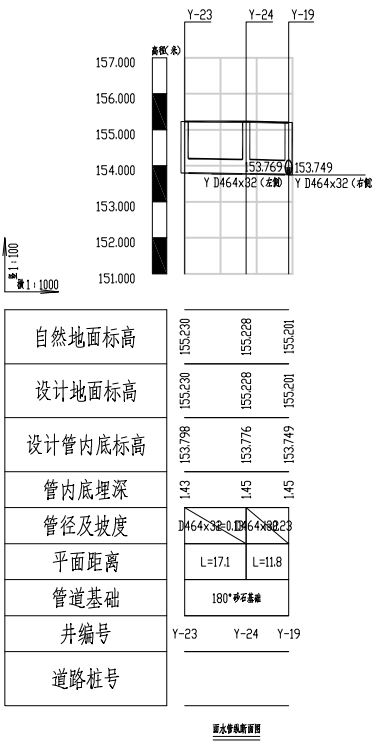 Y-23 Y-24 Y-19
高程(米)
157.000
156.000
155.000
154.000
153.000
152.000
151.000
153.769 153.749
Y D464x32(左侧) Y D464x32(右侧
竖1:100
横1:1000
自然地面标高 155.230 155.228 155.201
设计地面标高 155.230 155.228 155.201
设计管内底标高 153.798 153.776 153.749
管内底埋深 1.43 1.45 1.45
管径及坡度 D464x32
平面距离 L=17.1 L=11.8
管道基础 180°砂石基础
井编号 Y-23 Y-24 Y-19
道路桩号
雨水管纵断面图